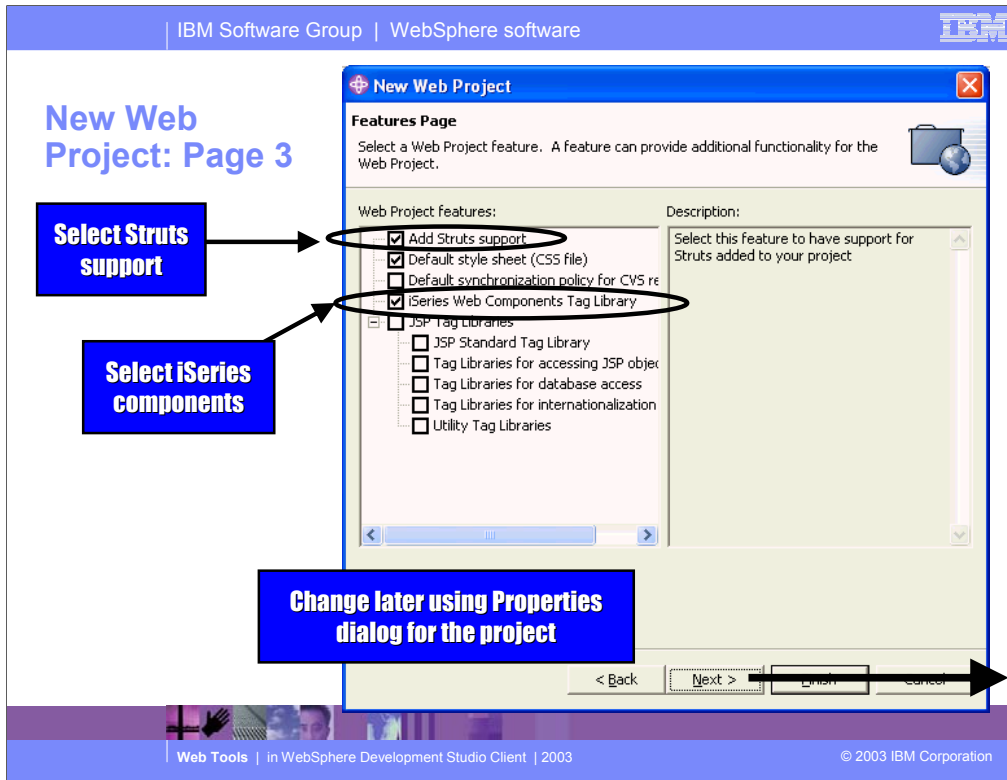 IBM Software Group | WebSphere software
IBM
New Web
Project: Page 3
New Web Project
Features Page
Select a Web Project feature. A feature can provide additional functionality for the
Web Project.
Web Project features:
Description:
Select Struts
support
Add Struts support
Default style sheet (CSS file)
Default synchronization policy for CVS re
iSeries Web Components Tag Library
JSP Tag Libraries
JSP Standard Tag Library
Tag Libraries for accessing JSP objec
Tag Libraries for database access
Tag Libraries for internationalization
Utility Tag Libraries
Select this feature to have support for
Struts added to your project
Select iSeries
components
Change later using Properties
dialog for the project
< Back
Next >
Finish
Cancel
Web Tools | in WebSphere Development Studio Client | 2003
© 2003 IBM Corporation